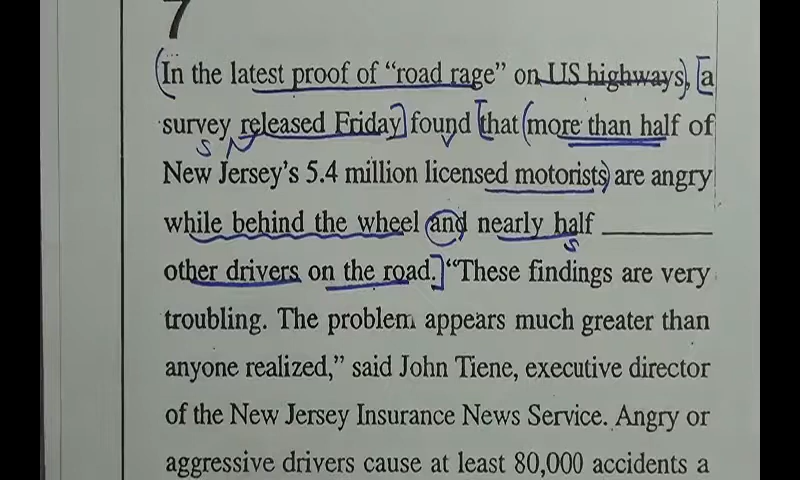 7
In the latest proof of “road rage” on US highways, a
survey released Friday found that more than half of
S V S
New Jersey’s 5.4 million licensed motorists are angry
while behind the wheel and nearly half ________
other drivers on the road. “These findings are very
troubling. The problem appears much greater than
anyone realized,” said John Tiene, executive director
of the New Jersey Insurance News Service. Angry or
aggressive drivers cause at least 80,000 accidents a